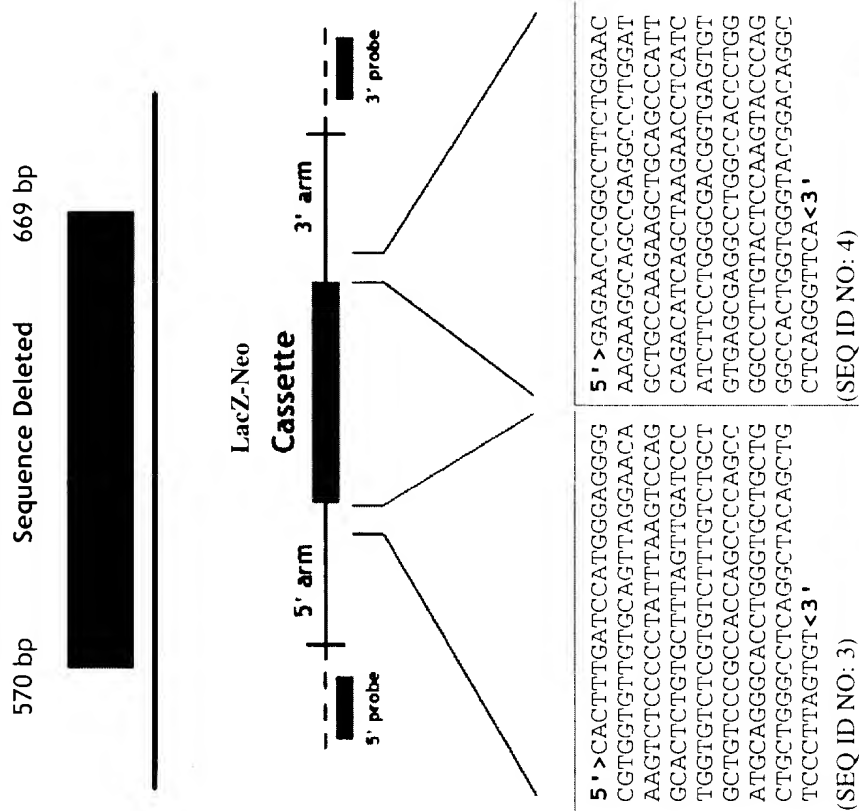 570 bp Sequence Deleted 669 bp
LacZ-Neo
Cassette
5' arm
3' arm
5' probe
3' probe
5'>CACTTTGATCCATGGGAGGGG
CGTGGTGTTGTGCAGTTAGGAACA
AAGTCTCCCCCTATTTAAGTCCAG
GCACTCTGTGCTTTAGTTGATCCC
TGGTGTCTCGTGTCTTTGTCTGCT
GCTGTCCCGCCACCAGCCCCAGCC
ATGCAGGGCACCTGGGTGCTGCTG
CTGCTGGGCCTCAGGCTACAGCTG
TCCCTTAGTGT<3'
(SEQ ID NO: 3)
5'>GAGAACCCGGCCTTCTGGAAC
AAGAAGGCAGCCGAGGCCCTGGAT
GCTGCCAAGAAGCTGCAGCCCATT
CAGACATCAGCTAAGAACCTCATC
ATCTTCCTGGGCGACGGTGAGTGT
GTGAGCGAGGCCTGGCCACCCTGG
GGCCCTTGTACTCCAAGTACCCAG
GGCCACTGGTGGGTACGGACAGGC
CTCAGGGTTCA<3'
(SEQ ID NO: 4)